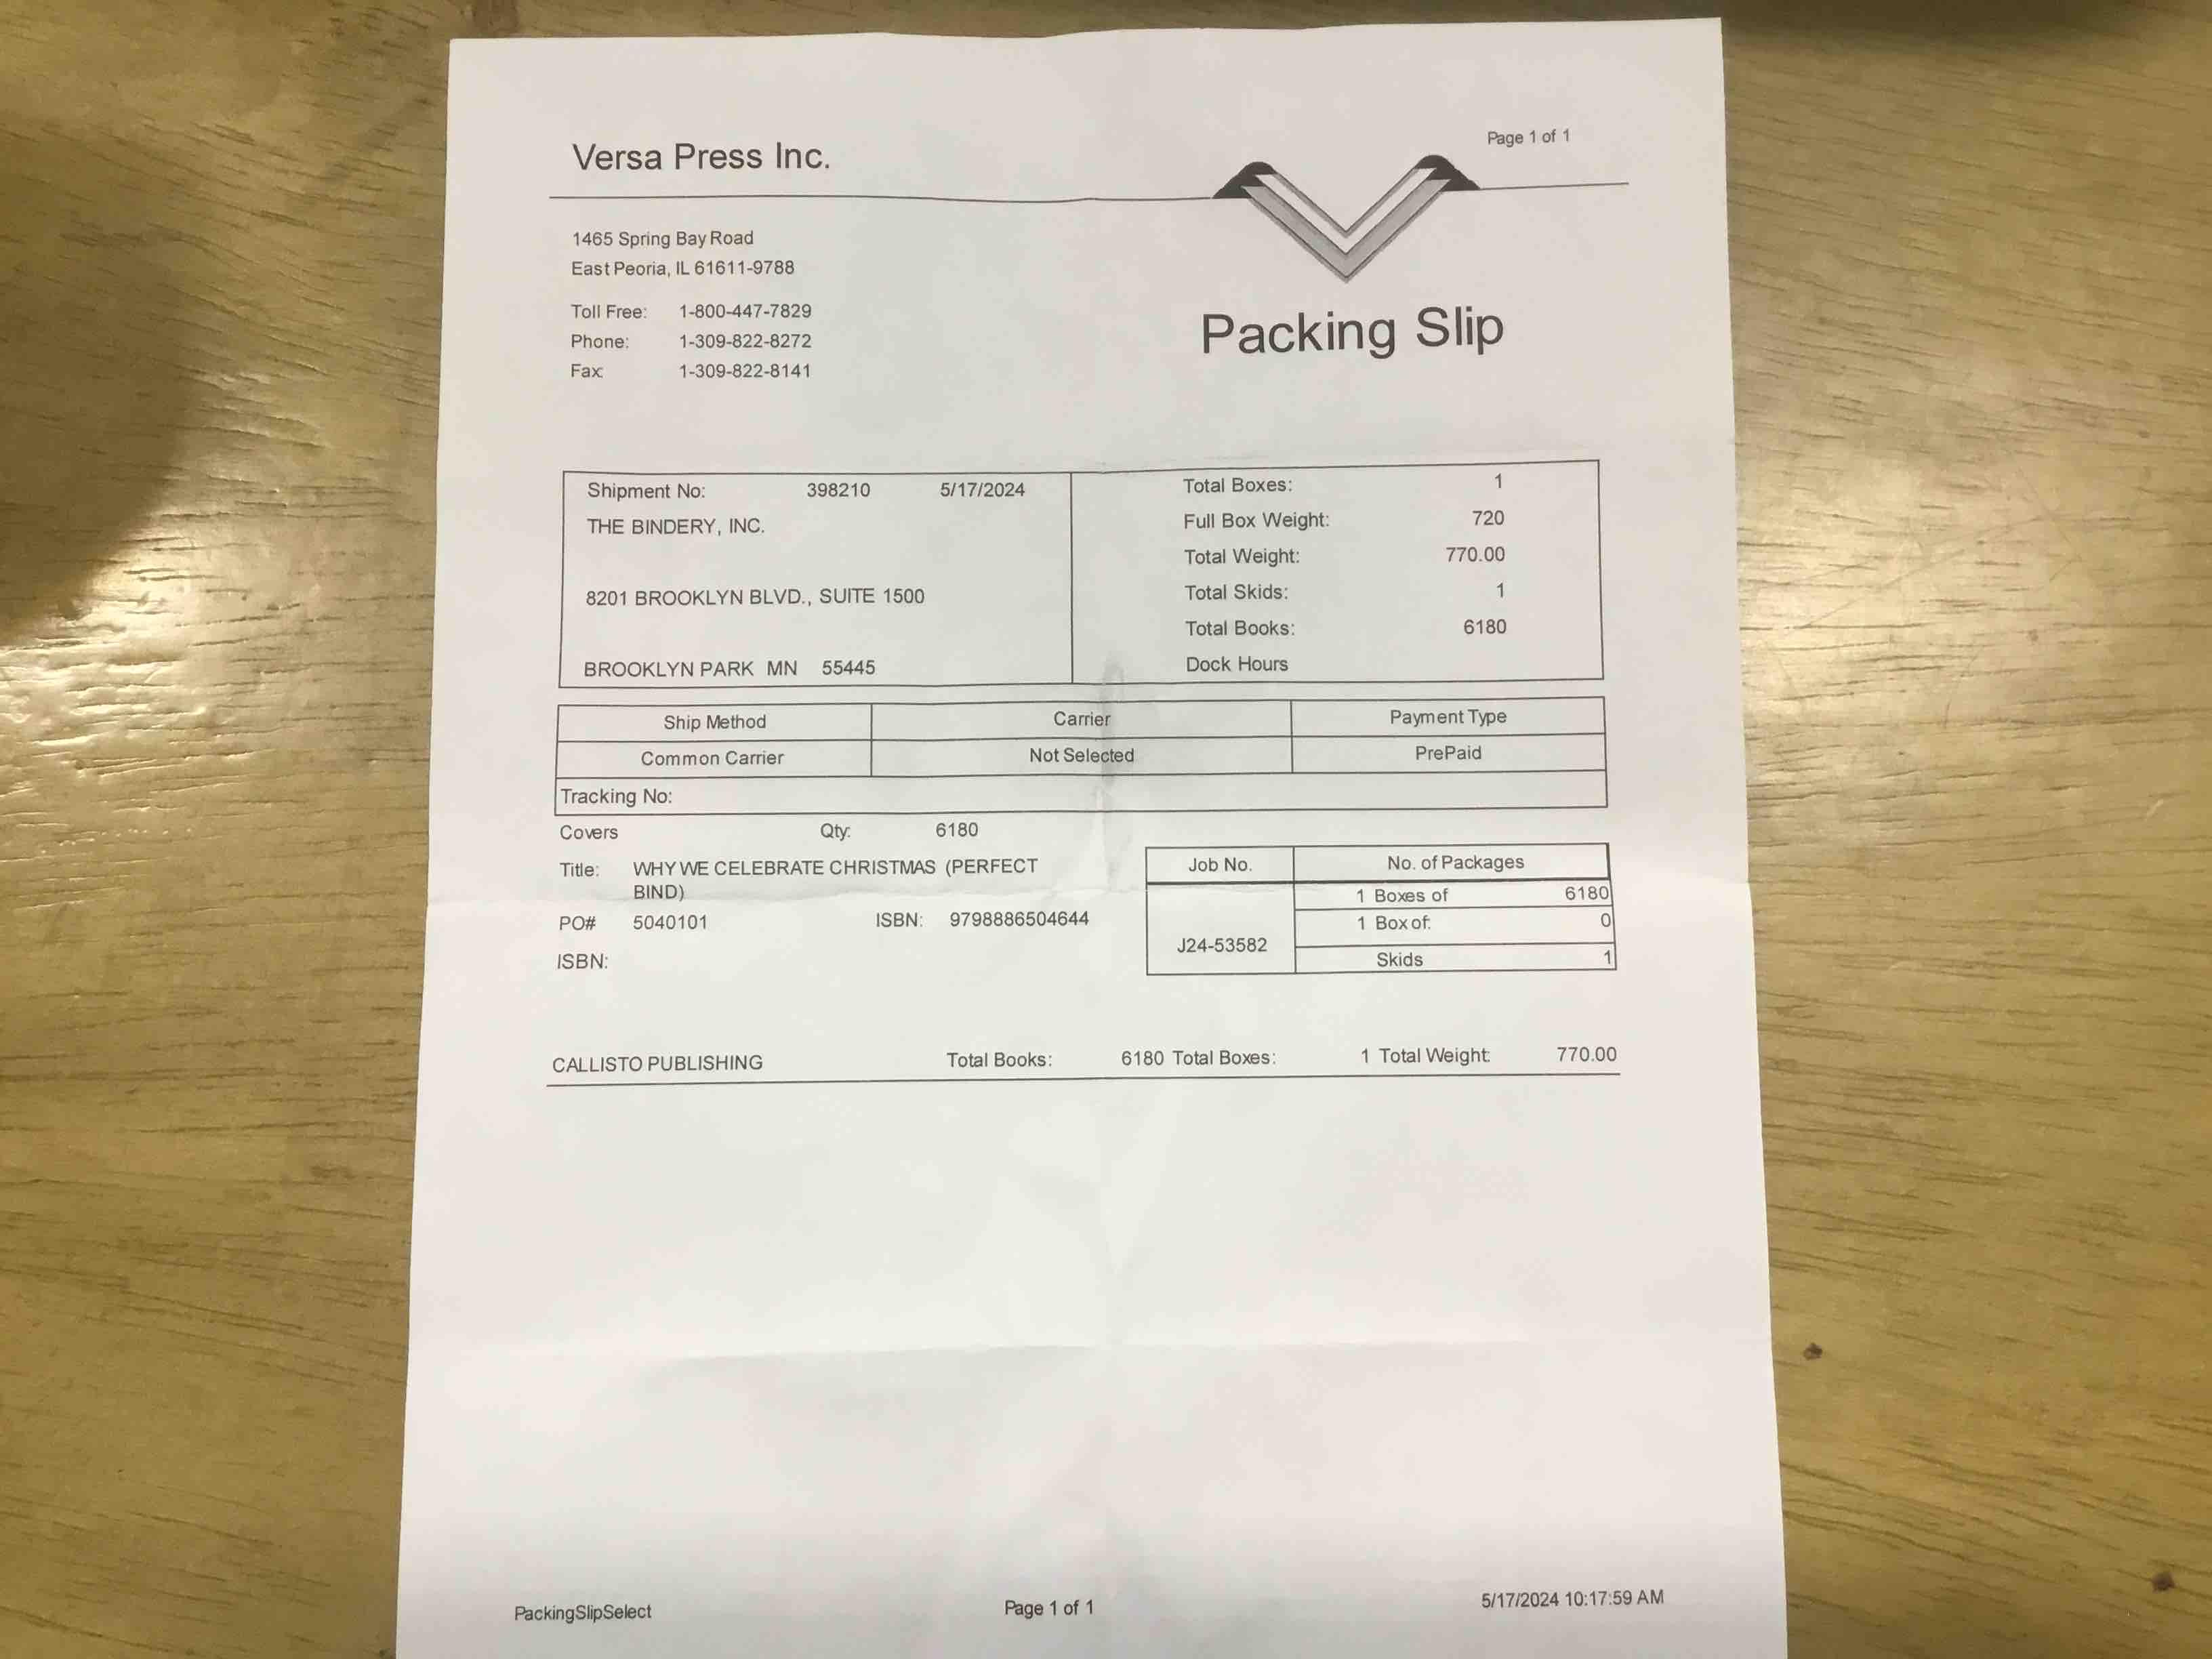 Page 1 of 1
Versa Press Inc.
1465 Spring Bay Road
East Peoria, IL 61611-9788
Toll Free: 1-800-447-7829
Phone: 1-309-822-8272
Fax: 1-309-822-8141
Packing Slip
Shipment No: 398210 5/17/2024
THE BINDERY, INC.
8201 BROOKLYN BLVD., SUITE 1500
BROOKLYN PARK MN 55445
Total Boxes: 1
Full Box Weight: 720
Total Weight: 770.00
Total Skids: 1
Total Books: 6180
Dock Hours
Ship Method Carrier Payment Type
Common Carrier Not Selected PrePaid
Tracking No:
Covers Qty: 6180
Title: WHY WE CELEBRATE CHRISTMAS (PERFECT
BIND)
PO# 5040101 ISBN: 9798886504644
ISBN:
Job No. No. of Packages
1 Boxes of 6180
1 Box of: 0
J24-53582
Skids 1
CALLISTO PUBLISHING Total Books: 6180 Total Boxes: 1 Total Weight: 770.00
PackingSlipSelect Page 1 of 1 5/17/2024 10:17:59 AM